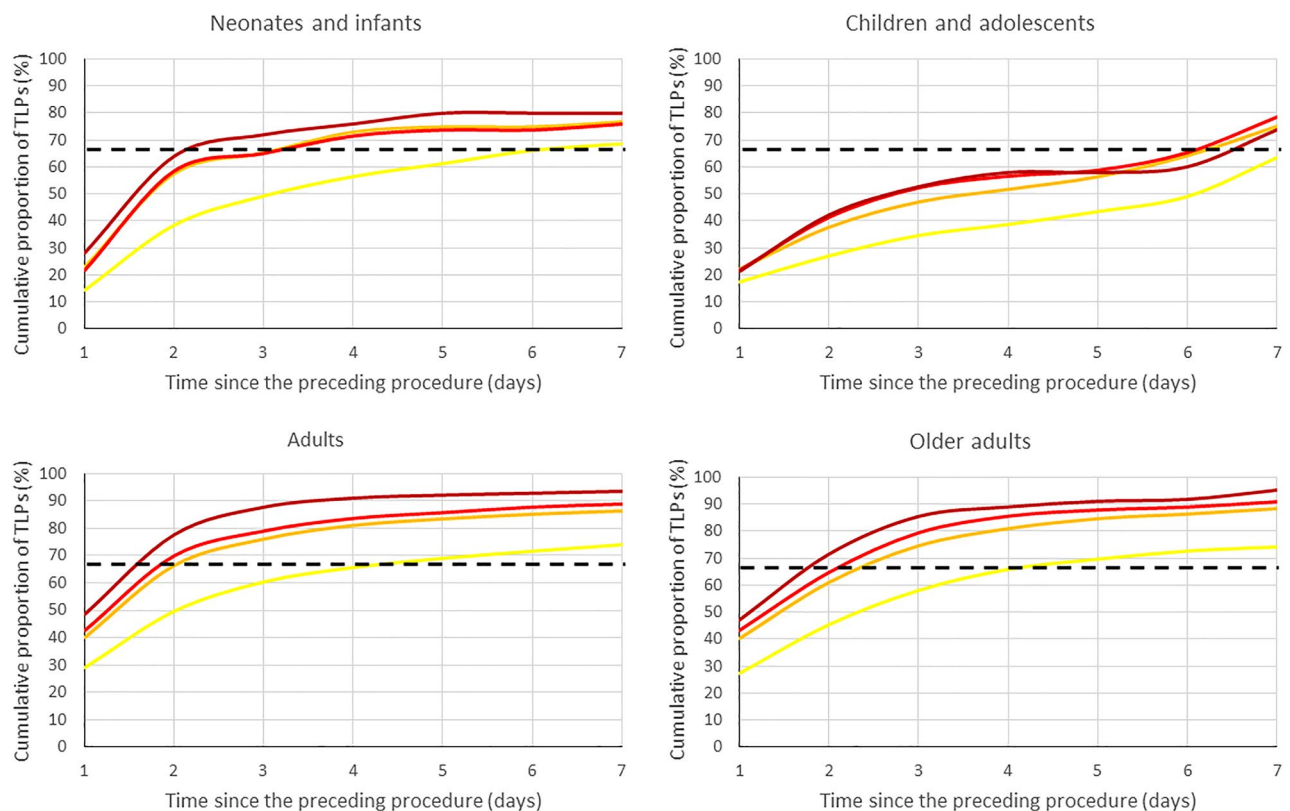 Neonates and infants
Cumulative proportion of TLPs (%)
100
90
80
70
60
50
40
30
20
10
0
1 2 3 4 5 6 7
Time since the preceding procedure (days)
Children and adolescents
Cumulative proportion of TLPs (%)
100
90
80
70
60
50
40
30
20
10
0
1 2 3 4 5 6 7
Time since the preceding procedure (days)
Adults
Cumulative proportion of TLPs (%)
100
90
80
70
60
50
40
30
20
10
0
1 2 3 4 5 6 7
Time since the preceding procedure (days)
Older adults
Cumulative proportion of TLPs (%)
100
90
80
70
60
50
40
30
20
10
0
1 2 3 4 5 6 7
Time since the preceding procedure (days)